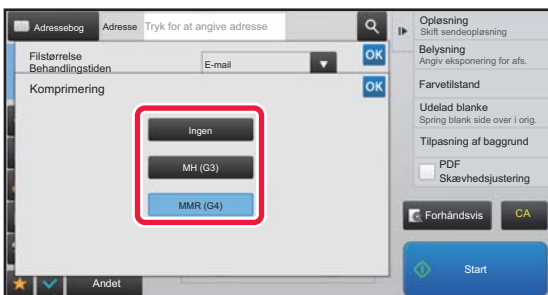 Adressebog
Adresse
Tryk for at angive adresse
Filstørrelse
Behandlingstiden
E-mail
OK
Komprimering
OK
Ingen
MH (G3)
MMR (G4)
Andet
Opløsning
Skift sendeopløsning
Belysning
Angiv eksponering for afs.
Farvetilstand
Udelad blanke
Spring blank side over i orig.
Tilpasning af baggrund
PDF
Skævhedsjustering
Forhåndsvis
CA
Start